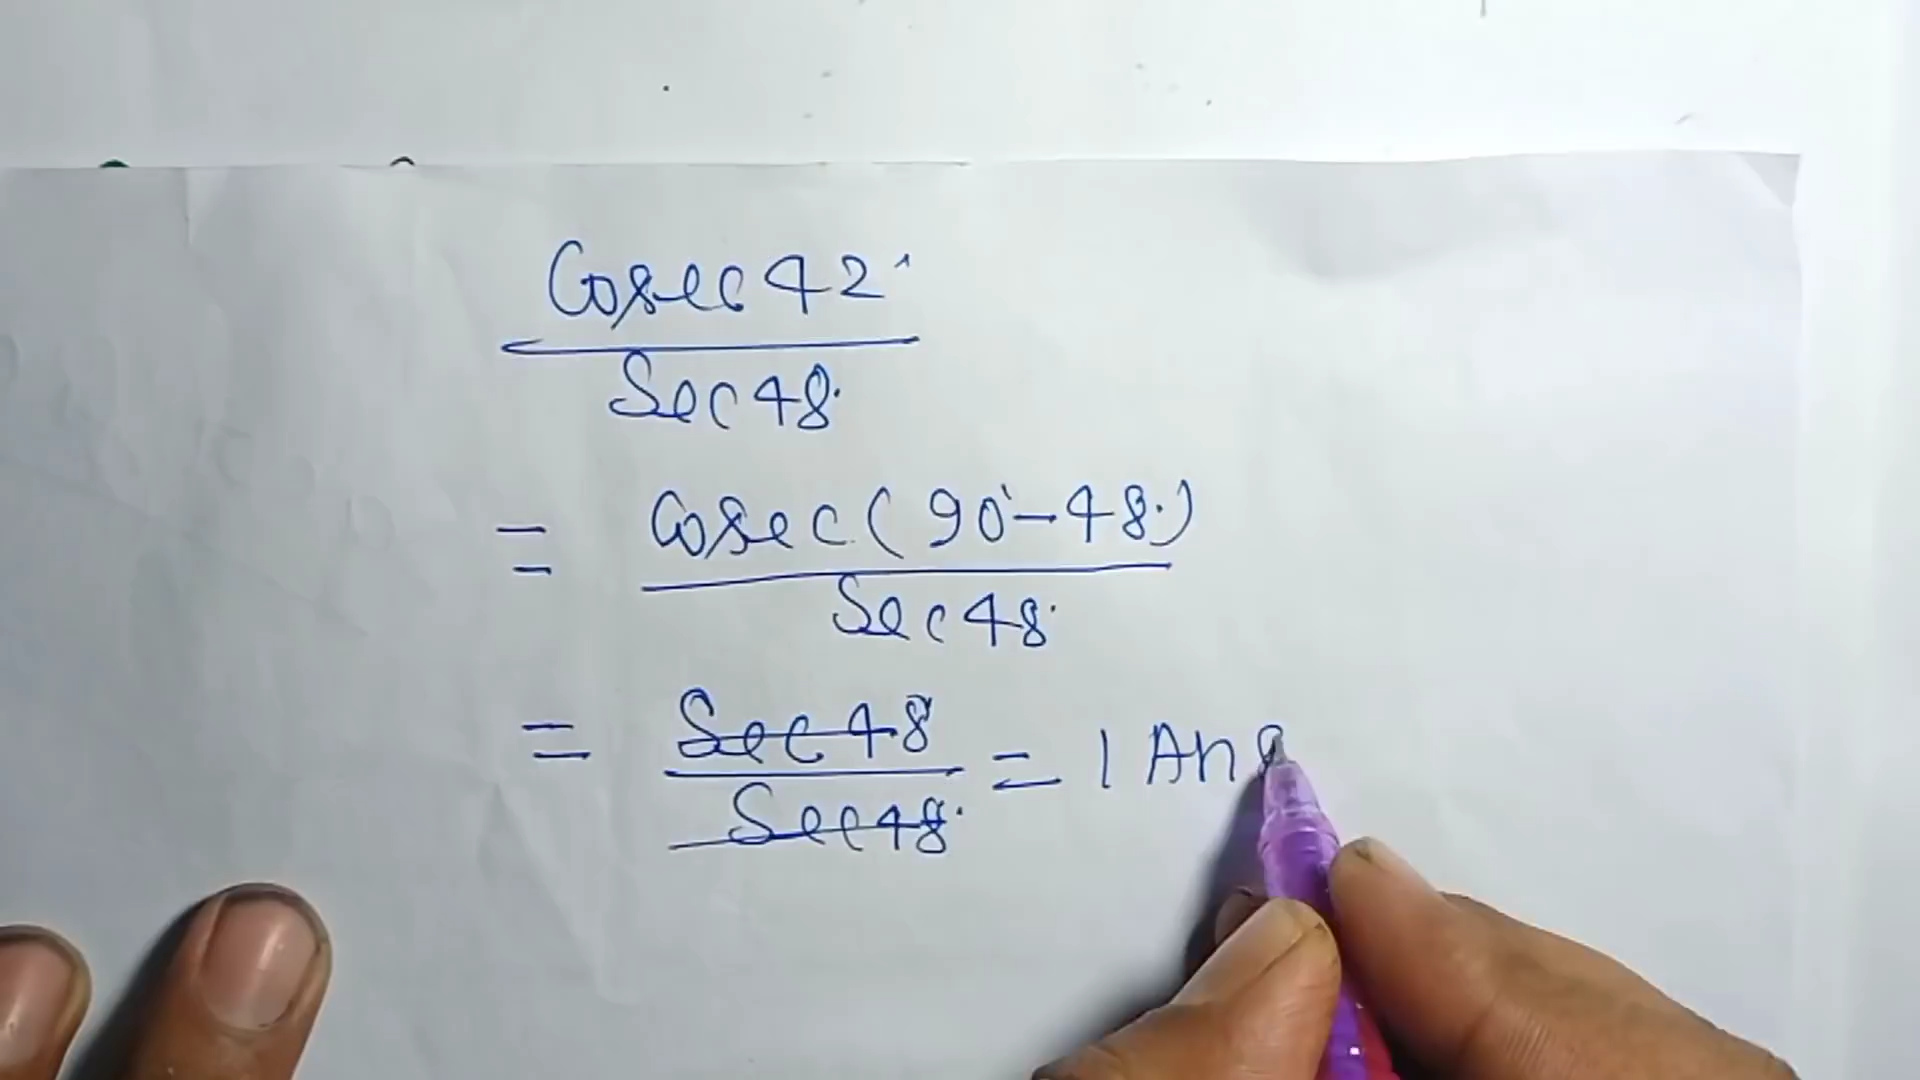 Cosec 42°
Sec 48°
= Cosec (90° - 48°)
Sec 48°
= Sec 48
Sec 48° = 1 Ans